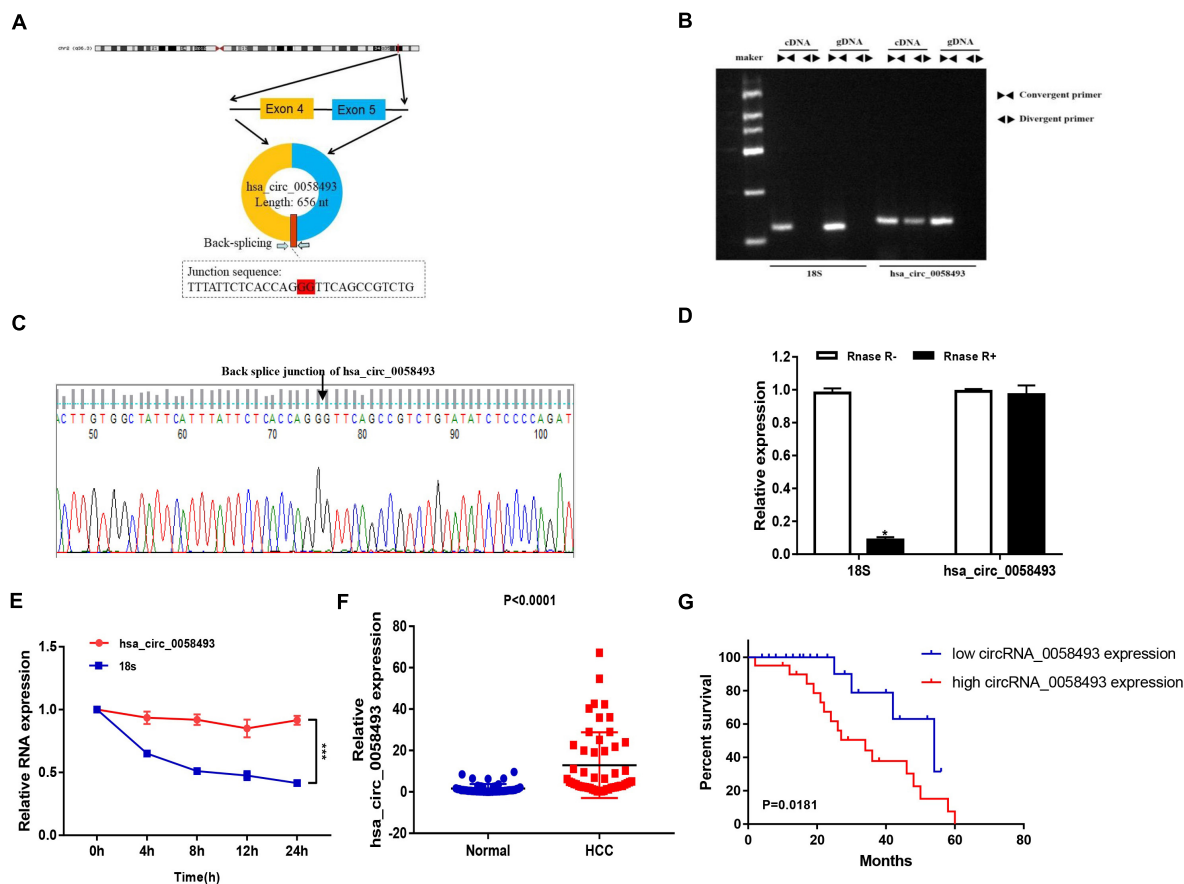 A
chr2 (q36.3)
Exon 4
Exon 5
hsa_circ_0058493
Length: 656 nt
Back-splicing
Junction sequence:
TTTATTCTCACCAGGGTTCAGCCGTCTG
B
cDNA gDNA cDNA gDNA
maker
Convergent primer
Divergent primer
18S hsa_circ_0058493
C
Back splice junction of hsa_circ_0058493
ACTTGTGGCTATTCATTTATTCTCACCAGGGTTCAGCCGTCTGTATATCTCCCCAGAT
50 60 70 80 90 100
D
Rnase R- Rnase R+
Relative expression
1.2
1.0
0.8
0.6
0.4
0.2
0.0
*
18S hsa_circ_0058493
E
hsa_circ_0058493
18s
Relative RNA expression
1.5
1.0
0.5
0.0
***
0h 4h 8h 12h 24h
Time(h)
F
P<0.0001
Relative
hsa_circ_0058493 expression
80
60
40
20
0
-20
Normal HCC
G
low circRNA_0058493 expression
high circRNA_0058493 expression
Percent survival
100
80
60
40
20
0
P=0.0181
0 20 40 60 80
Months